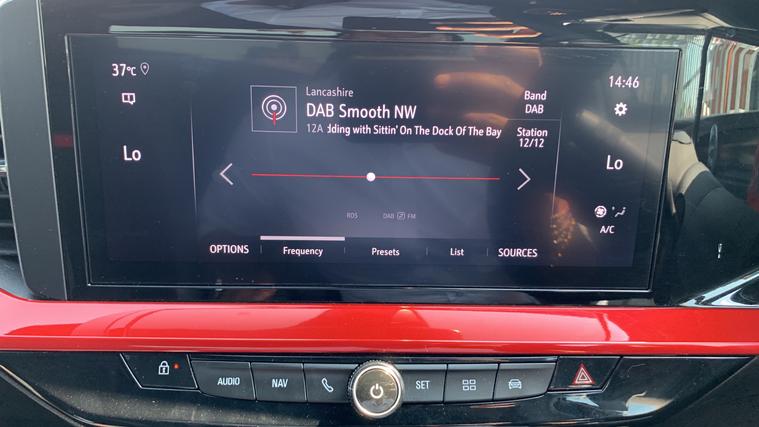 37°C
14:46
Lancashire
DAB Smooth NW
12A dding with Sittin' On The Dock Of The Bay
Band
DAB
Station
12/12
Lo
Lo
RDS DAB FM
A/C
OPTIONS Frequency Presets List SOURCES
AUDIO NAV SET